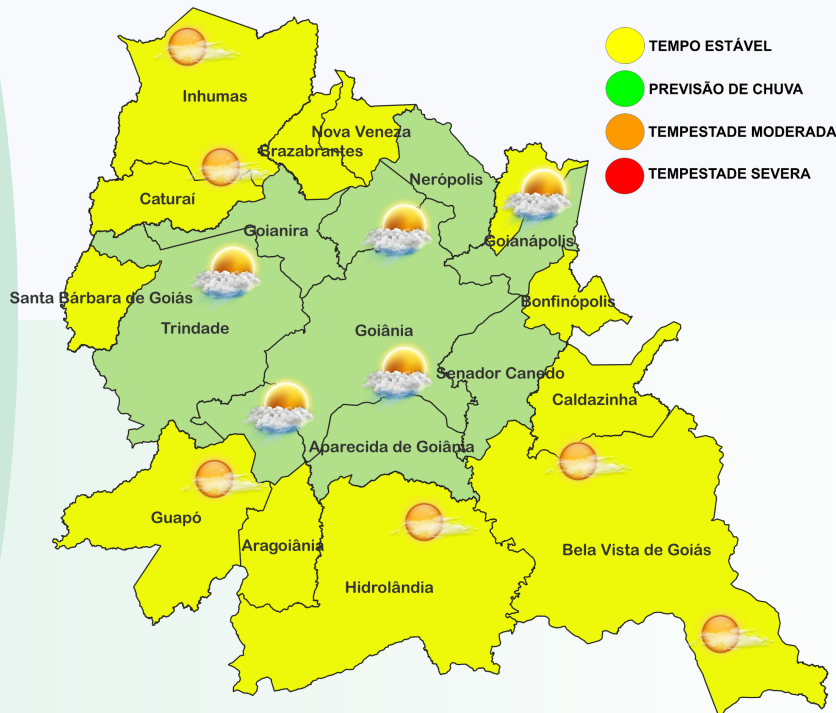 TEMPO ESTÁVEL
PREVISÃO DE CHUVA
TEMPESTADE MODERADA
TEMPESTADE SEVERA
Inhumas
Nova Veneza
Brazabrantes
Nerópolis
Caturaí
Goianira
Goianápolis
Santa Bárbara de Goiás
Bonfinópolis
Trindade
Goiânia
Senador Canedo
Caldazinha
Aparecida de Goiânia
Guapó
Aragoiânia
Bela Vista de Goiás
Hidrolândia